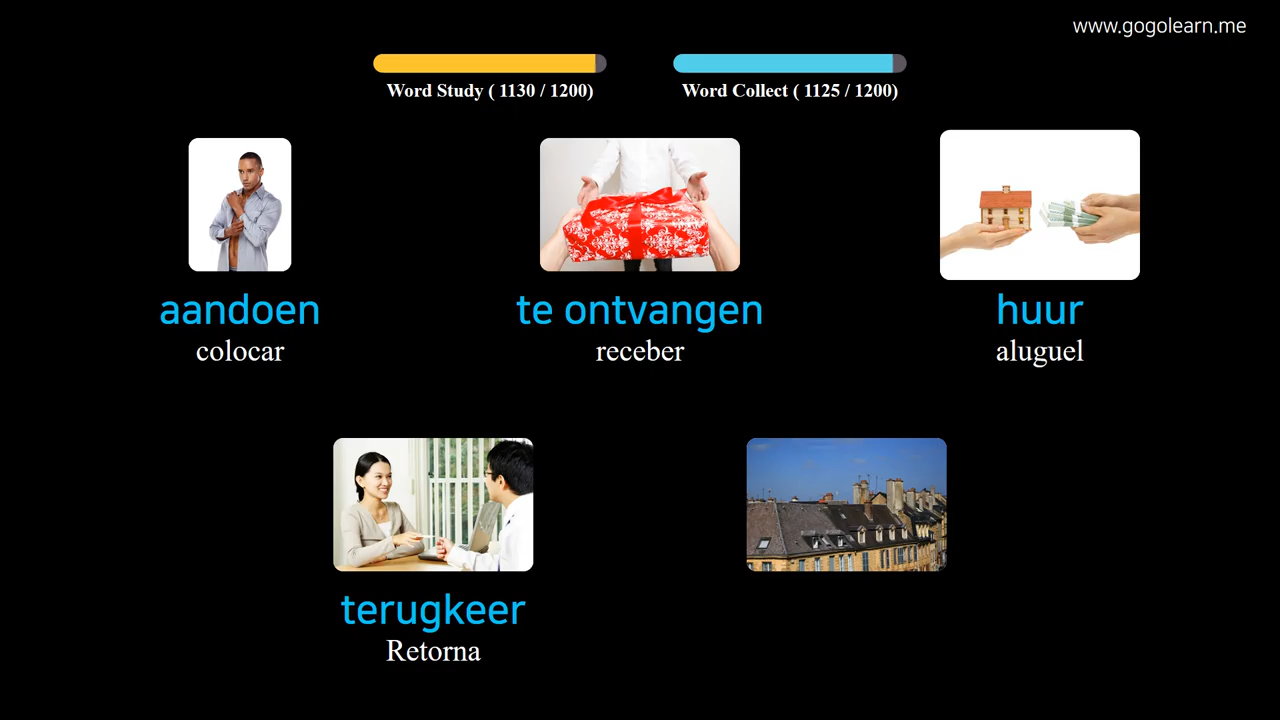 www.gogolearn.me
Word Study ( 1130 / 1200)
Word Collect ( 1125 / 1200)
aandoen
colocar
te ontvangen
receber
huur
aluguel
terugkeer
Retorna